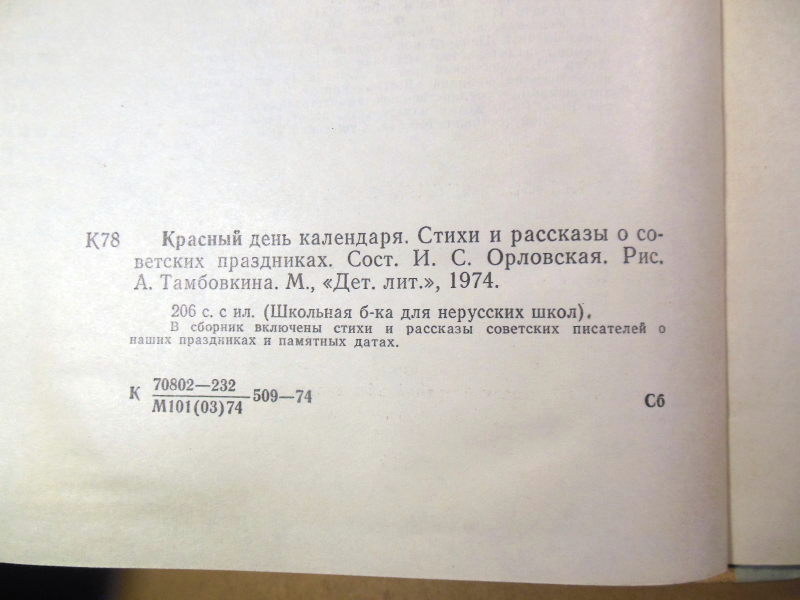 К78 Красный день календаря. Стихи и рассказы о со-
ветских праздниках. Сост. И. С. Орловская. Рис.
А. Тамбовкина. М., «Дет. лит.», 1974.
206 с. с ил. (Школьная б-ка для нерусских школ).
В сборник включены стихи и рассказы советских писателей о
наших праздниках и памятных датах.
70802—232
К 509—74
М101(03)74
Сб